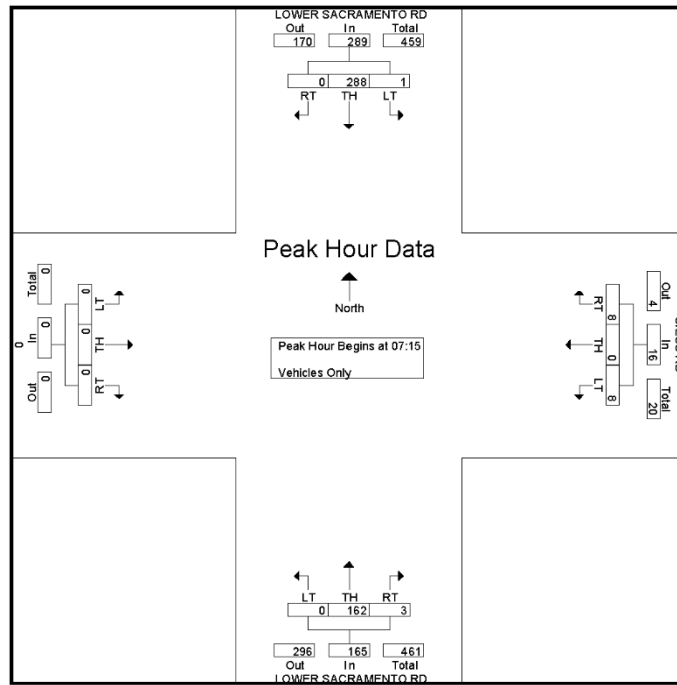 LOWER SACRAMENTO RD
Out In Total
170 289 459
0 288 1
RT TH LT
Peak Hour Data
North
Peak Hour Begins at 07:15
Vehicles Only
Total In Out
0 0 0
0
0 0 0
LT TH RT
RT TH LT
8 0 8
Out In Total
4 16 20
LT TH RT
0 162 3
296 165 461
Out In Total
LOWER SACRAMENTO RD